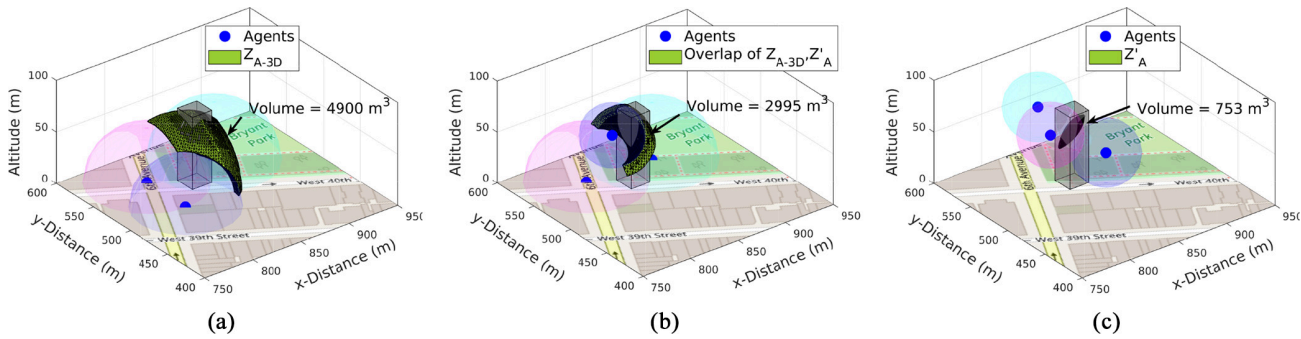 Agents
Z_A-3D
Volume = 4900 m³
Altitude (m)
100
50
0
600
550
500
450
400
750
800
850
900
950
y-Distance (m)
x-Distance (m)
Bryant
Park
6th Avenue
West 40th
West 39th Street
(a)
Agents
Overlap of Z_A-3D,Z'_A
Volume = 2995 m³
Altitude (m)
100
50
0
600
550
500
450
400
750
800
850
900
950
y-Distance (m)
x-Distance (m)
Bryant
Park
6th Avenue
West 40th
West 39th Street
(b)
Agents
Z'_A
Volume = 753 m³
Altitude (m)
100
50
0
600
550
500
450
400
750
800
850
900
950
y-Distance (m)
x-Distance (m)
Bryant
Park
6th Avenue
West 40th
West 39th Street
(c)